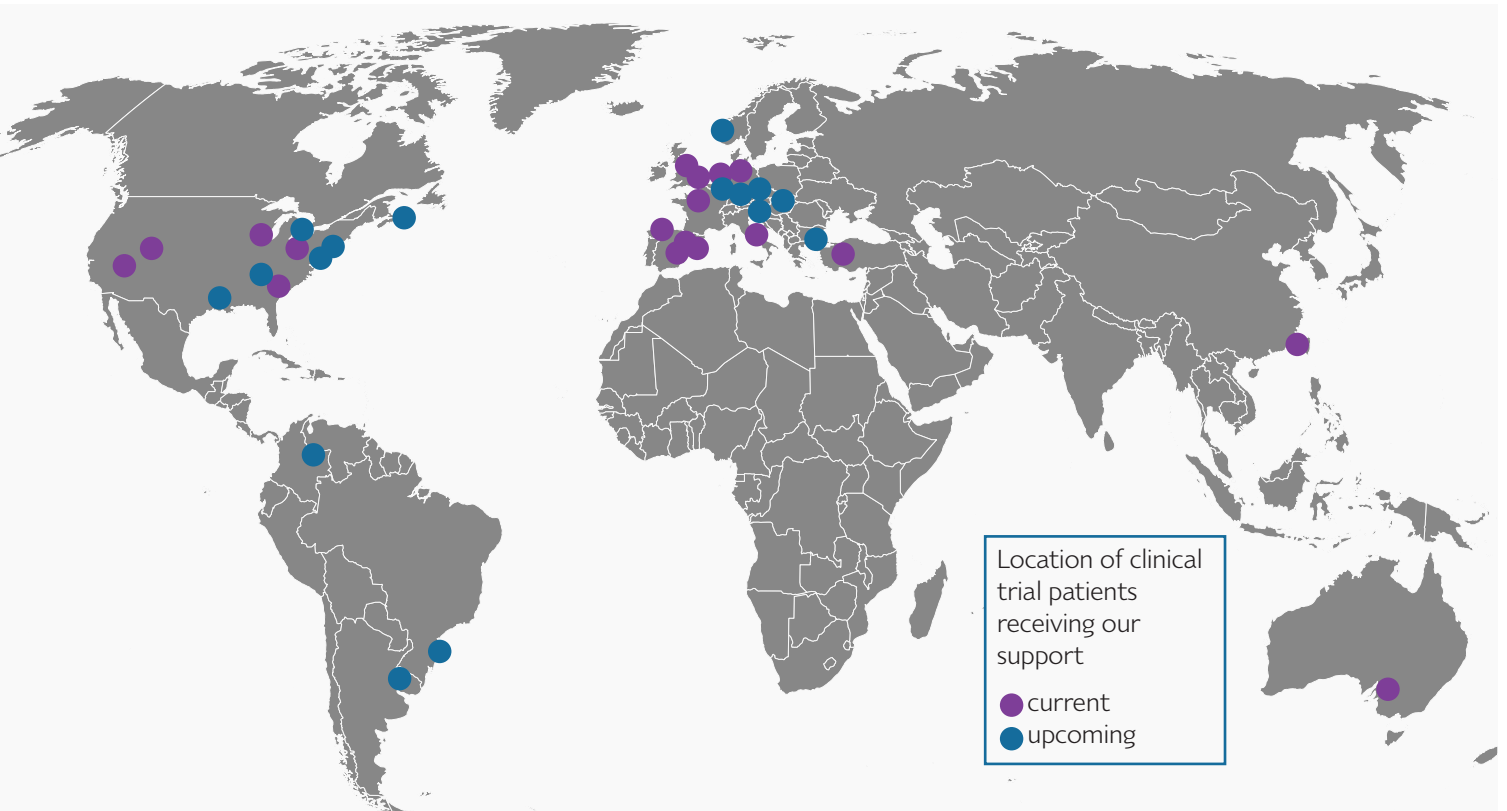 Location of clinical
trial patients
receiving our
support
current
upcoming